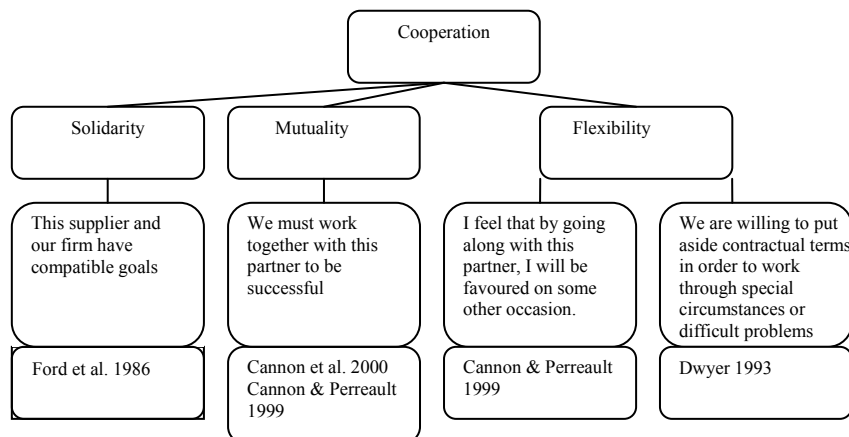 Cooperation
Solidarity
Mutuality
Flexibility
This supplier and
our firm have
compatible goals
We must work
together with this
partner to be
successful
I feel that by going
along with this
partner, I will be
favoured on some
other occasion.
We are willing to put
aside contractual terms
in order to work
through special
circumstances or
difficult problems
Ford et al. 1986
Cannon et al. 2000
Cannon & Perreault
1999
Cannon & Perreault
1999
Dwyer 1993